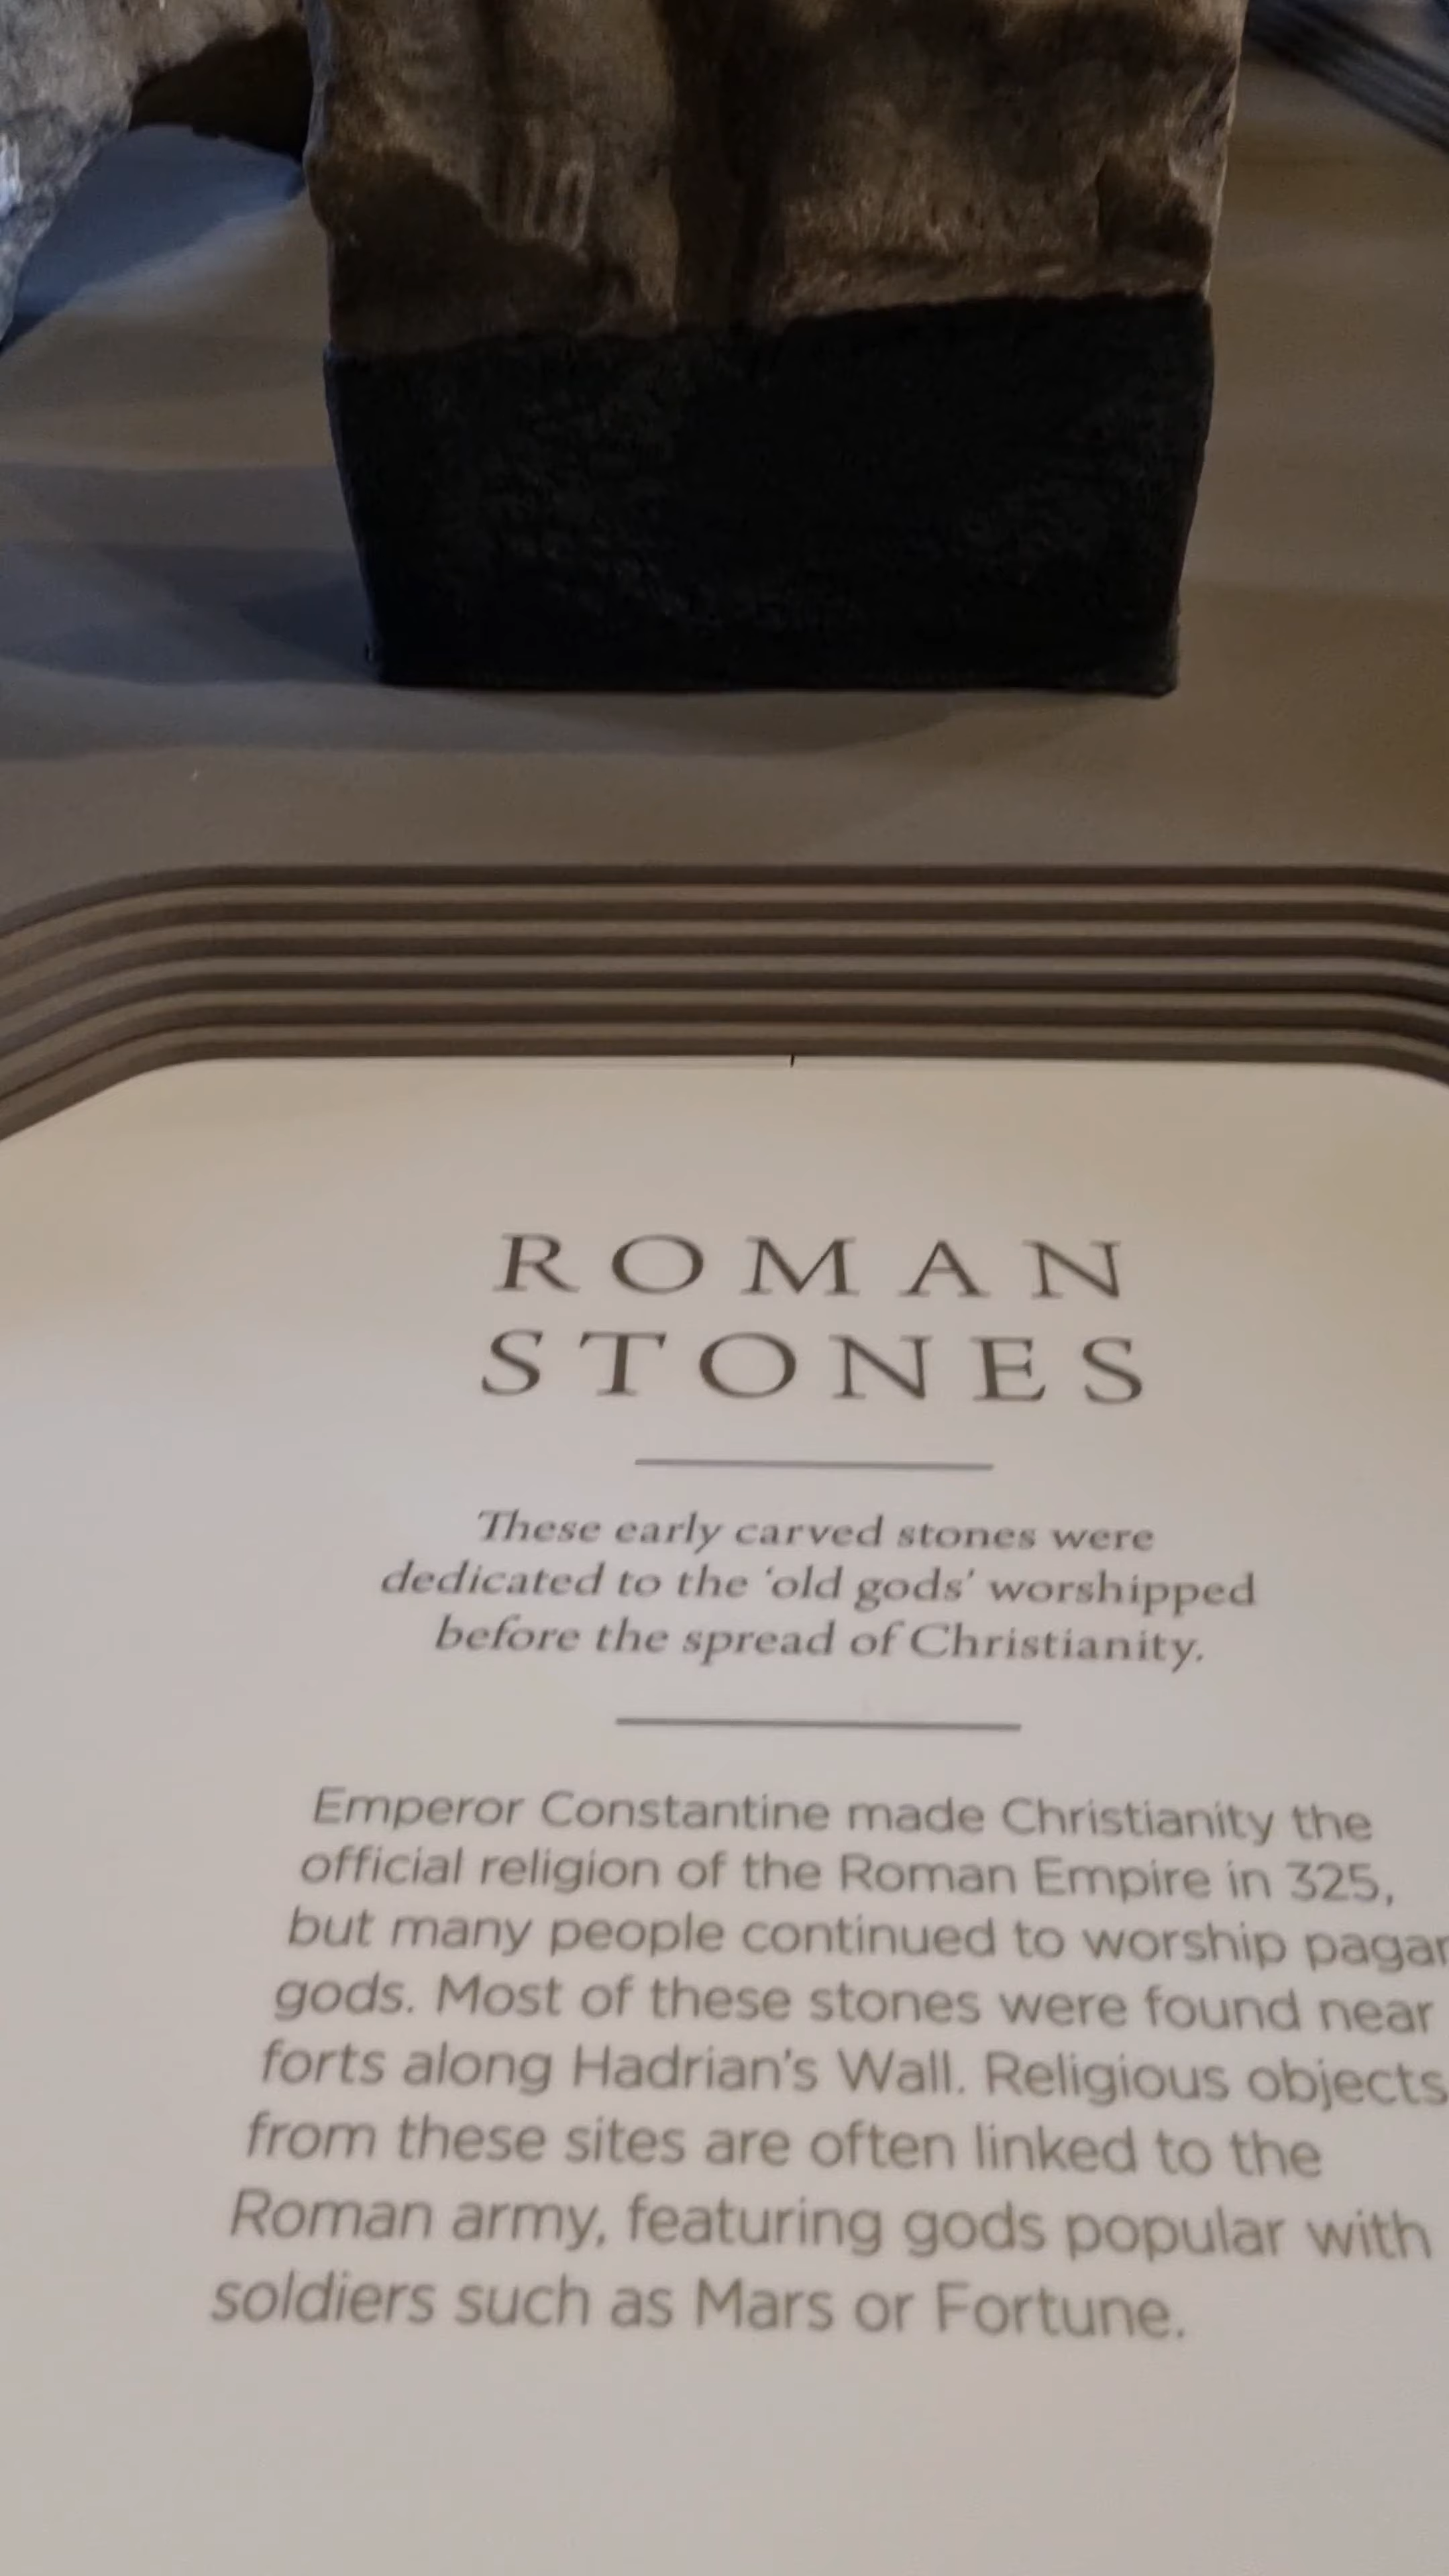 ROMAN
STONES
These early carved stones were
dedicated to the ‘old gods’ worshipped
before the spread of Christianity.
Emperor Constantine made Christianity the
official religion of the Roman Empire in 325,
but many people continued to worship pagan
gods. Most of these stones were found near
forts along Hadrian's Wall. Religious objects
from these sites are often linked to the
Roman army, featuring gods popular with
soldiers such as Mars or Fortune.